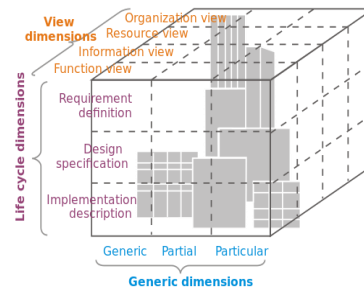 View
dimensions
Organization view
Resource view
Information view
Function view
Life cycle dimensions
Requirement
definition
Design
specification
Implementation
description
Generic Partial Particular
Generic dimensions